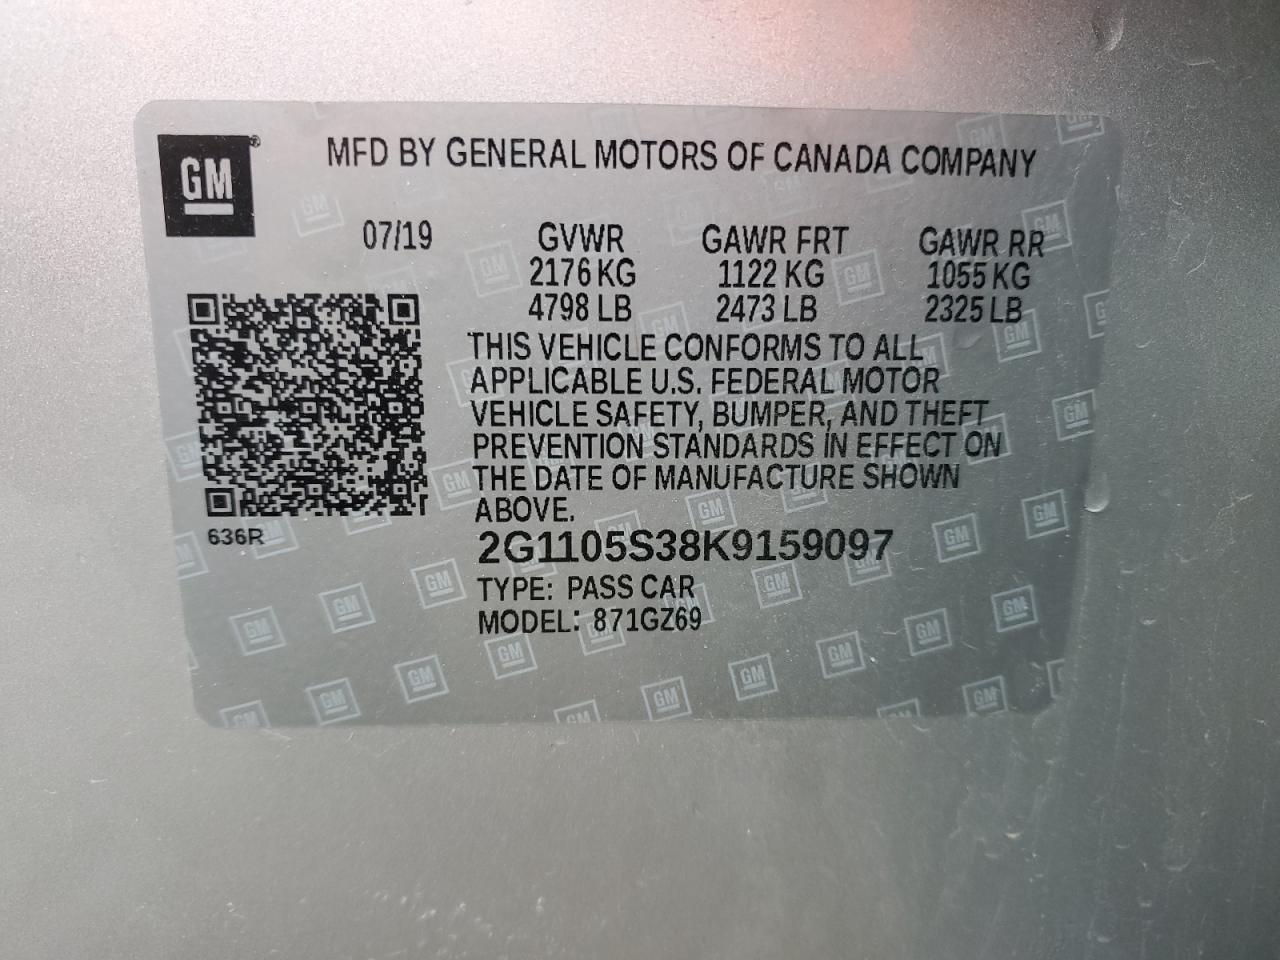 GM
MFD BY GENERAL MOTORS OF CANADA COMPANY
07/19 GVWR GAWR FRT GAWR RR
2176 KG 1122 KG 1055 KG
4798 LB 2473 LB 2325 LB
THIS VEHICLE CONFORMS TO ALL
APPLICABLE U.S. FEDERAL MOTOR
VEHICLE SAFETY, BUMPER, AND THEFT
PREVENTION STANDARDS IN EFFECT ON
THE DATE OF MANUFACTURE SHOWN
ABOVE.
636R
2G1105S38K9159097
TYPE: PASS CAR
MODEL: 871GZ69